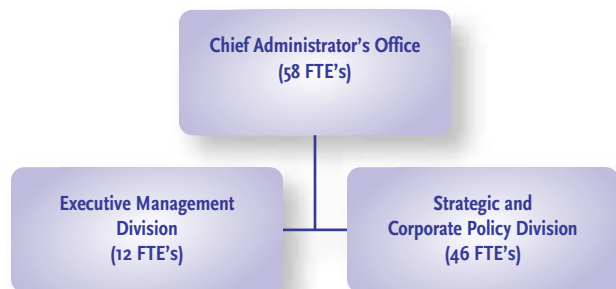 Chief Administrator’s Office
(58 FTE’s)
Executive Management
Division
(12 FTE’s)
Strategic and
Corporate Policy Division
(46 FTE’s)